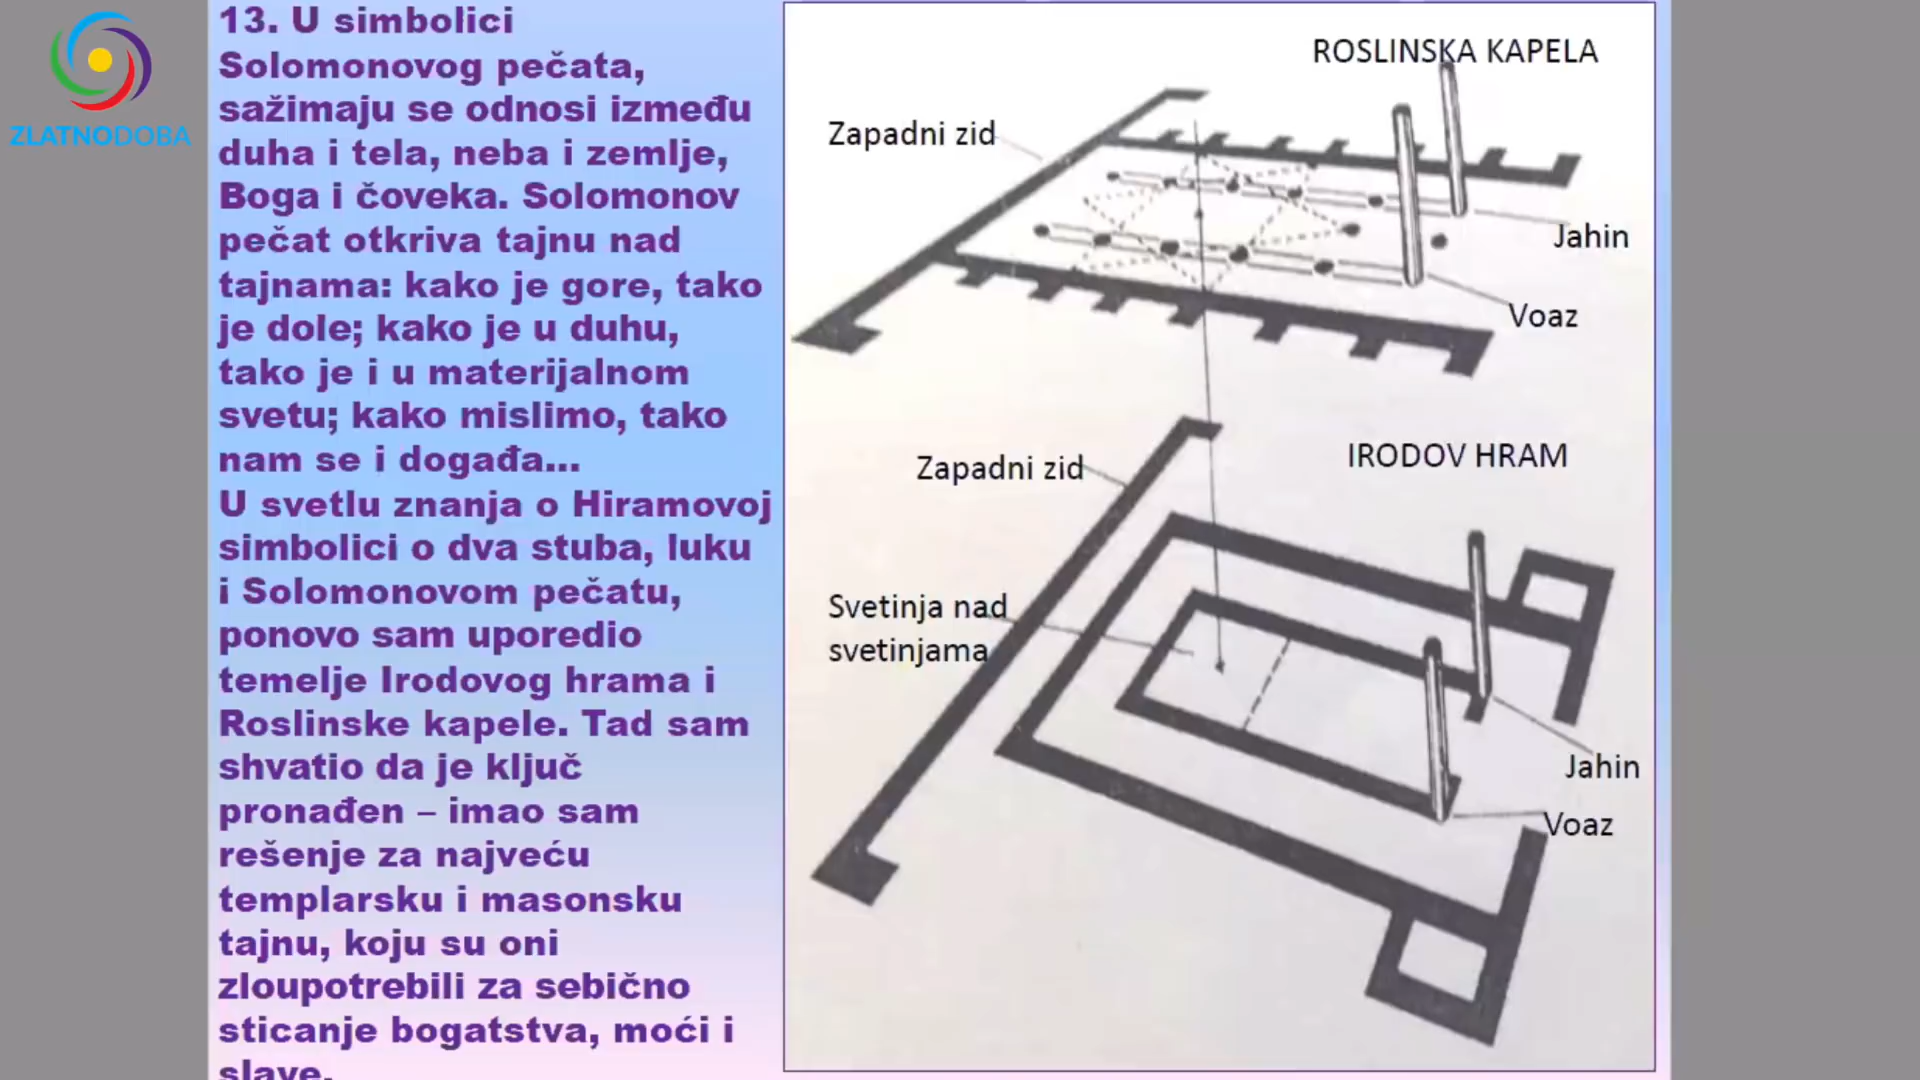 ZLATNODOBA
13. U simbolici
Solomonovog pečata,
sažimaju se odnosi između
duha i tela, neba i zemlje,
Boga i čoveka. Solomonov
pečat otkriva tajnu nad
tajnama: kako je gore, tako
je dole; kako je u duhu,
tako je i u materijalnom
svetu; kako mislimo, tako
nam se i događa...
U svetlu znanja o Hiramovoj
simbolici o dva stuba, luku
i Solomonovom pečatu,
ponovo sam uporedio
temelje Irodovog hrama i
Roslinske kapele. Tad sam
shvatio da je ključ
pronađen – imao sam
rešenje za najveću
templarsku i masonsku
tajnu, koju su oni
zloupotrebili za sebično
sticanje bogatstva, moći i
slave.
ROSLINSKA KAPELA
Zapadni zid
Jahin
Voaz
IRODOV HRAM
Zapadni zid
Svetinja nad
svetinjama
Jahin
Voaz